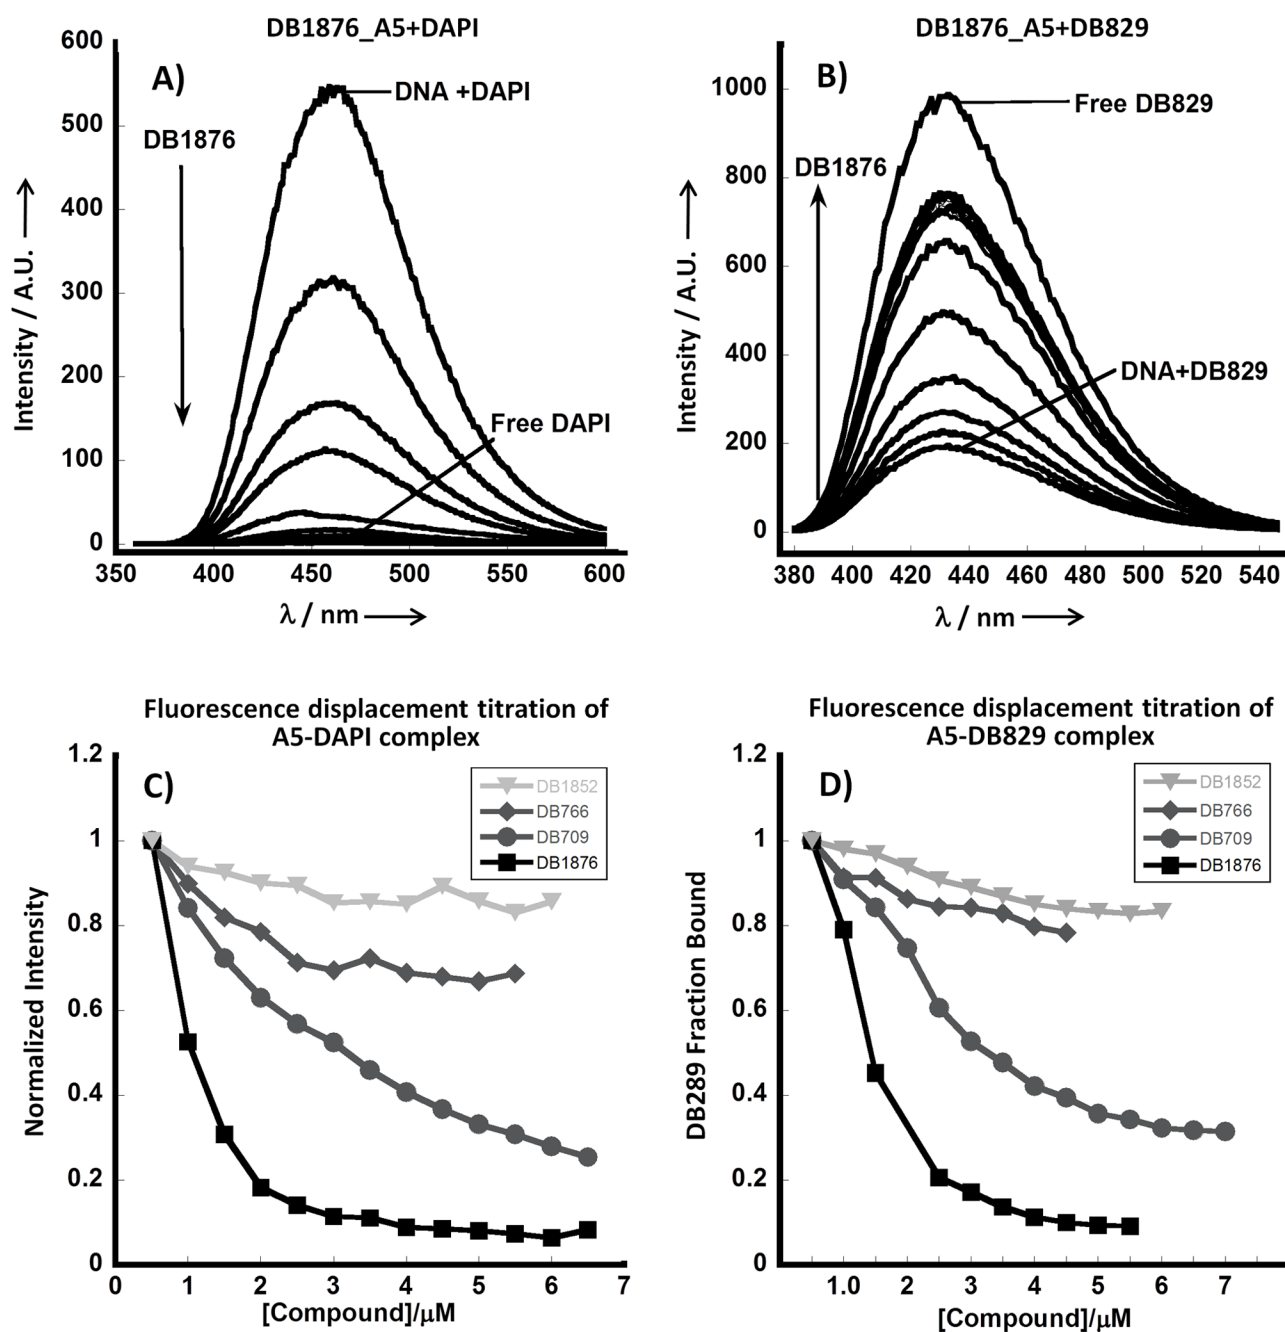 DB1876_A5+DAPI
A)
600
500
400
300
200
100
0
Intensity / A.U.
DB1876
DNA +DAPI
Free DAPI
350
400
450
500
550
600
λ / nm
DB1876_A5+DB829
B)
1000
800
600
400
200
0
Intensity / A.U.
DB1876
Free DB829
DNA+DB829
380
400
420
440
460
480
500
520
540
λ / nm
Fluorescence displacement titration of
A5-DAPI complex
C)
1.2
1
0.8
0.6
0.4
0.2
0
Normalized Intensity
DB1852
DB766
DB709
DB1876
0
1
2
3
4
5
6
7
[Compound]/μM
Fluorescence displacement titration of
A5-DB829 complex
D)
1.2
1
0.8
0.6
0.4
0.2
0
DB289 Fraction Bound
DB1852
DB766
DB709
DB1876
1.0
2
3
4
5
6
7
[Compound]/μM